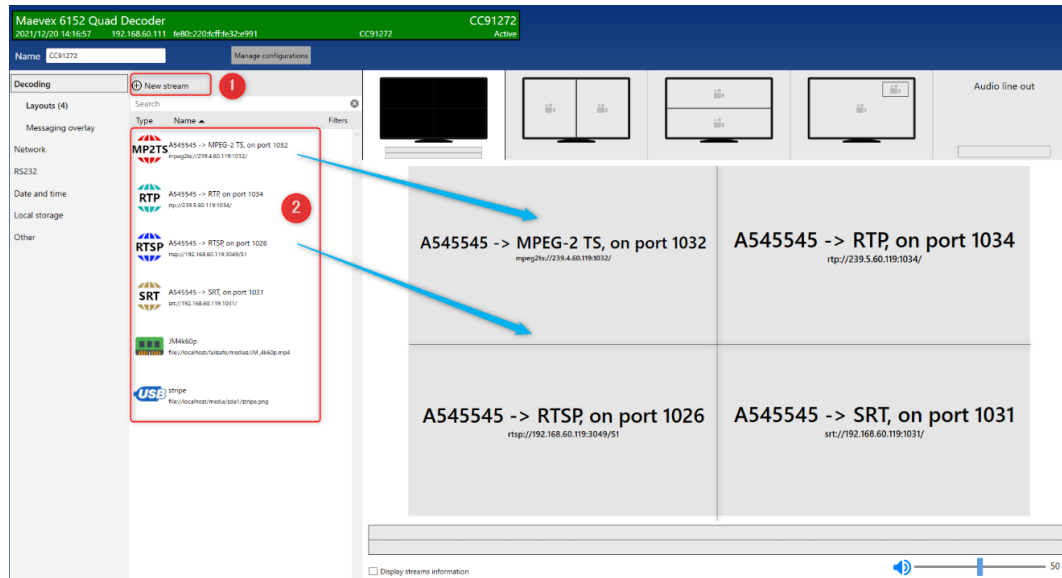 Maevex 6152 Quad Decoder
CC91272
2021/12/20 14:16:57 192.168.60.111 fe80::220:fcff:fe32:e991 CC91272 Active
Name CC91272 Manage configurations
Decoding
Layouts (4)
Messaging overlay
Network
RS232
Date and time
Local storage
Other
New stream
1
Search
Type Name Filters
MP2TS
A545545 -> MPEG-2 TS, on port 1032
mpeg2ts://239.4.60.119:1032/
RTP
A545545 -> RTP, on port 1034
rtp://239.5.60.119:1034/
2
RTSP
A545545 -> RTSP, on port 1026
rtsp://192.168.60.119:3049/S1
SRT
A545545 -> SRT, on port 1031
srt://192.168.60.119:1031/
JM4k60p
file://localhost/failsafe/medias/JM_4k60p.mp4
USB
stripe
file://localhost/media/sda1/stripe.png
Audio line out
A545545 -> MPEG-2 TS, on port 1032
mpeg2ts://239.4.60.119:1032/
A545545 -> RTP, on port 1034
rtp://239.5.60.119:1034/
A545545 -> RTSP, on port 1026
rtsp://192.168.60.119:3049/S1
A545545 -> SRT, on port 1031
srt://192.168.60.119:1031/
Display streams information
50